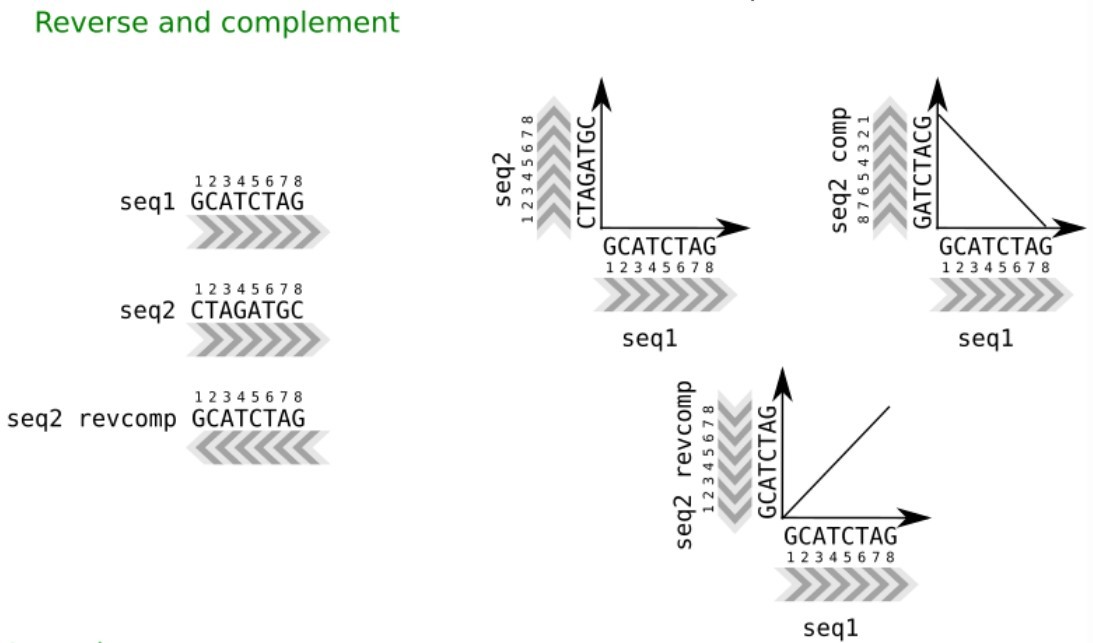 Reverse and complement
1 2 3 4 5 6 7 8
seq1 GCATCTAG
1 2 3 4 5 6 7 8
seq2 CTAGATGC
1 2 3 4 5 6 7 8
seq2 revcomp GCATCTAG
seq2
1 2 3 4 5 6 7 8
CTAGATGC
GCATCTAG
1 2 3 4 5 6 7 8
seq1
seq2 comp
8 7 6 5 4 3 2 1
GATCTACG
GCATCTAG
1 2 3 4 5 6 7 8
seq1
seq2 revcomp
1 2 3 4 5 6 7 8
GCATCTAG
GCATCTAG
1 2 3 4 5 6 7 8
seq1